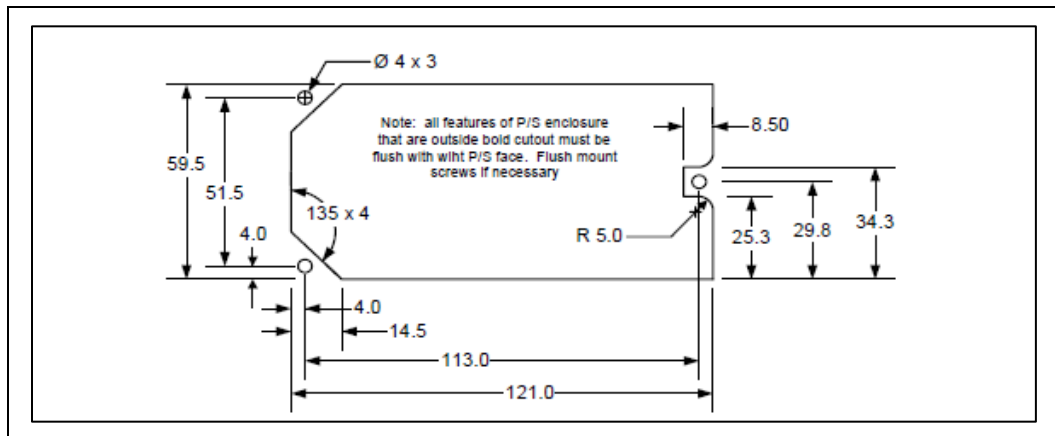 Ø 4 x 3
Note: all features of P/S enclosure
that are outside bold cutout must be
flush with wiht P/S face. Flush mount
screws if necessary
8.50
59.5
51.5
135 x 4
4.0
R 5.0
25.3
29.8
34.3
4.0
14.5
113.0
121.0